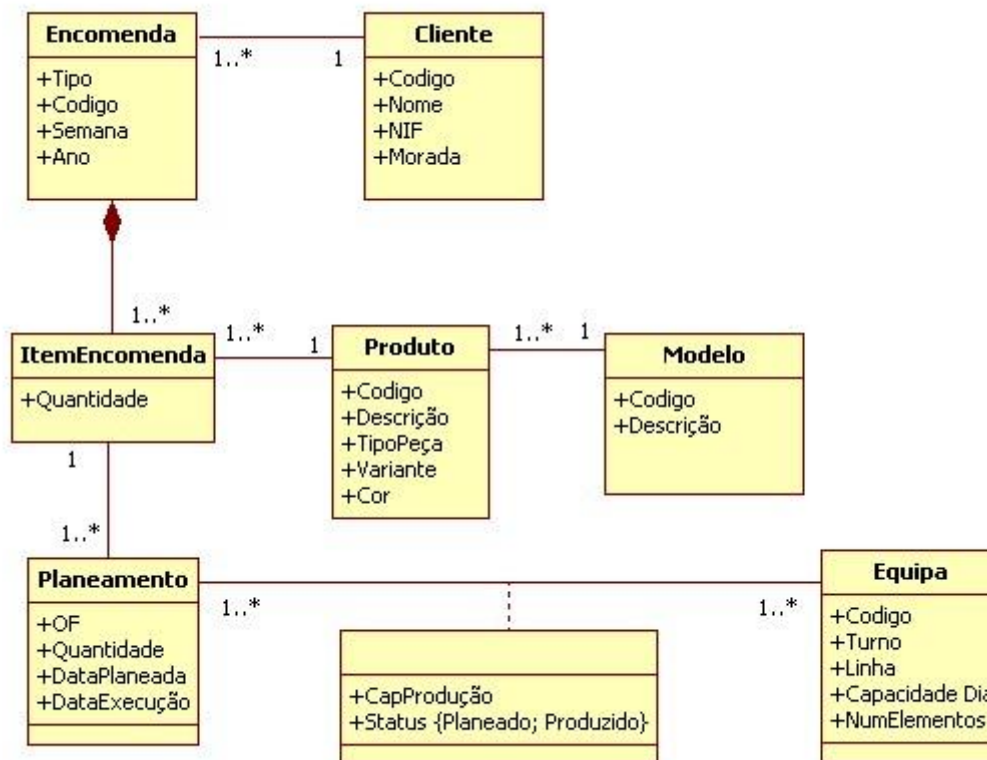 Encomenda
+Tipo
+Codigo
+Semana
+Ano
1..*
1
Cliente
+Codigo
+Nome
+NIF
+Morada
1..*
ItemEncomenda
+Quantidade
1..*
1
Produto
+Codigo
+Descrição
+TipoPeça
+Variante
+Cor
1..*
1
Modelo
+Codigo
+Descrição
1
1..*
Planeamento
+OF
+Quantidade
+DataPlaneada
+DataExecução
1..*
1..*
+CapProdução
+Status {Planeado; Produzido}
Equipa
+Codigo
+Turno
+Linha
+Capacidade Dia
+NumElementos